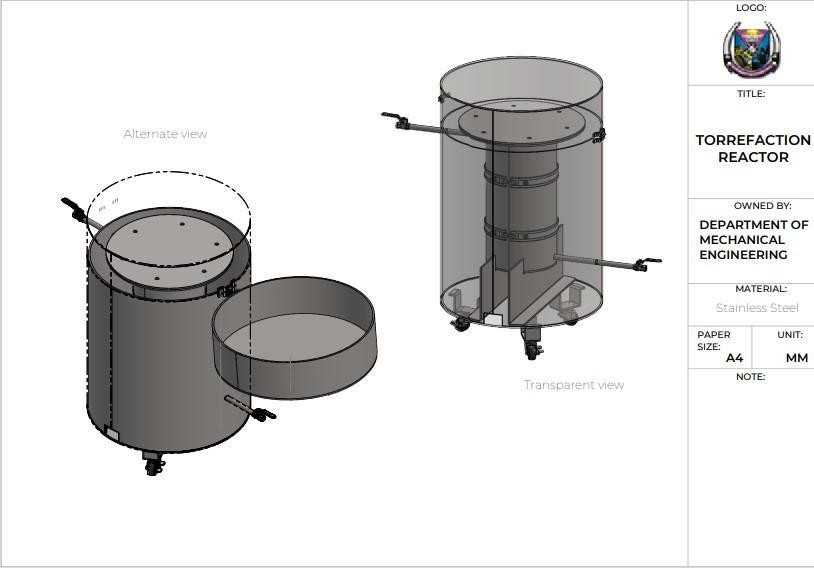 Alternate view
Transparent view
LOGO:
TITLE:
TORREFACTION
REACTOR
OWNED BY:
DEPARTMENT OF
MECHANICAL
ENGINEERING
MATERIAL:
Stainless Steel
PAPER
SIZE:
A4
UNIT:
MM
NOTE: